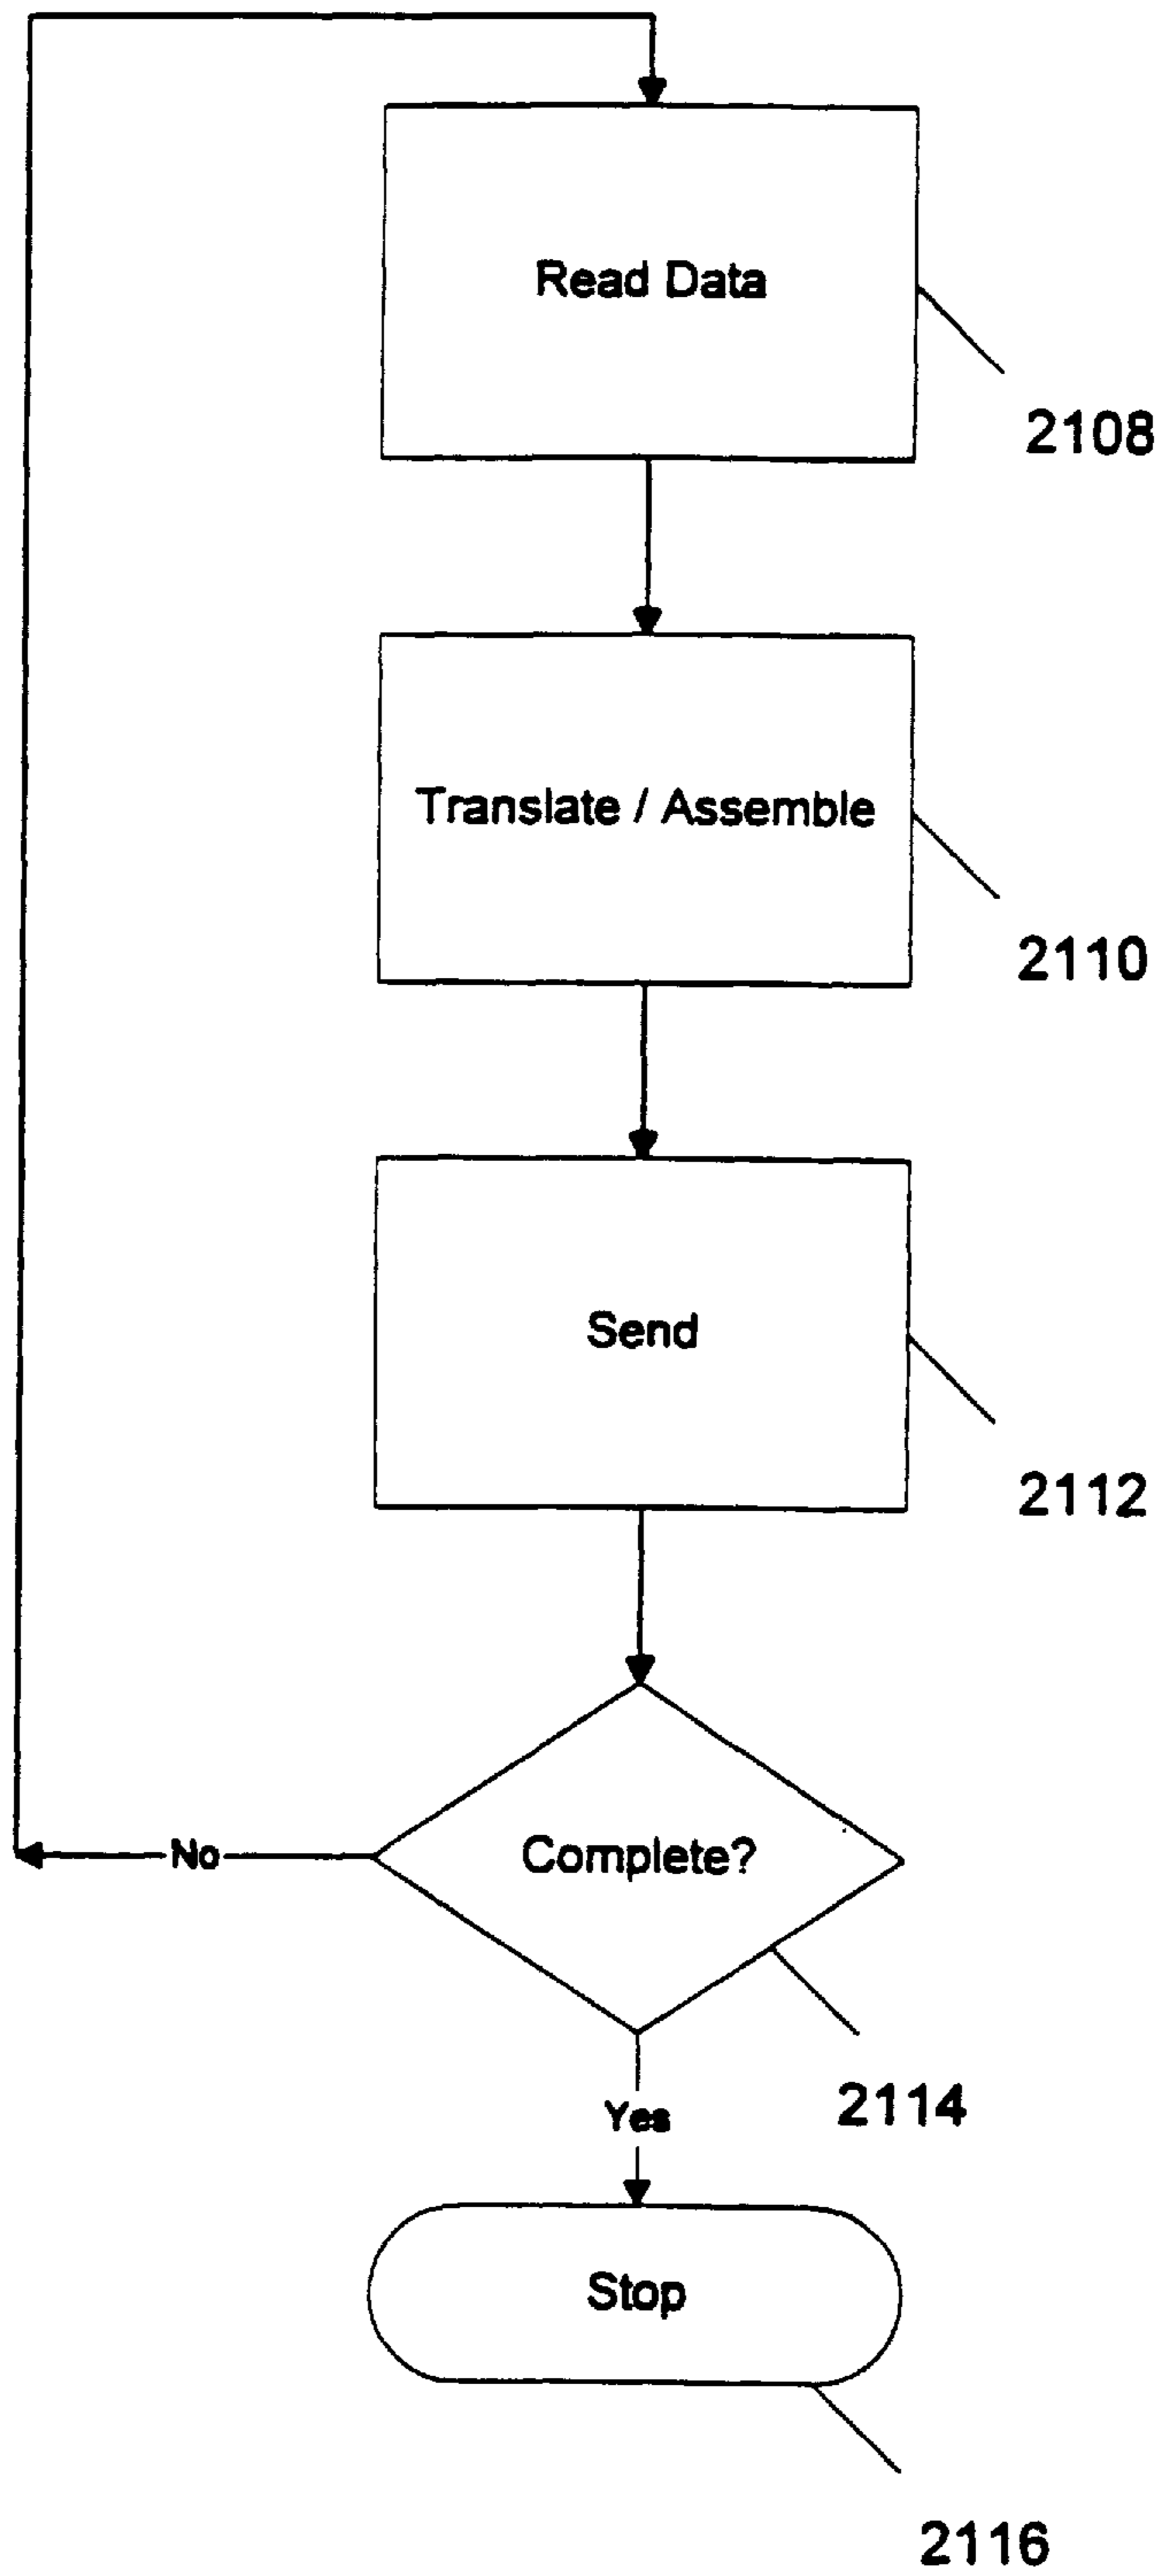 Read Data
2108
Translate / Assemble
2110
Send
2112
Complete?
No
2114
Yes
Stop
2116